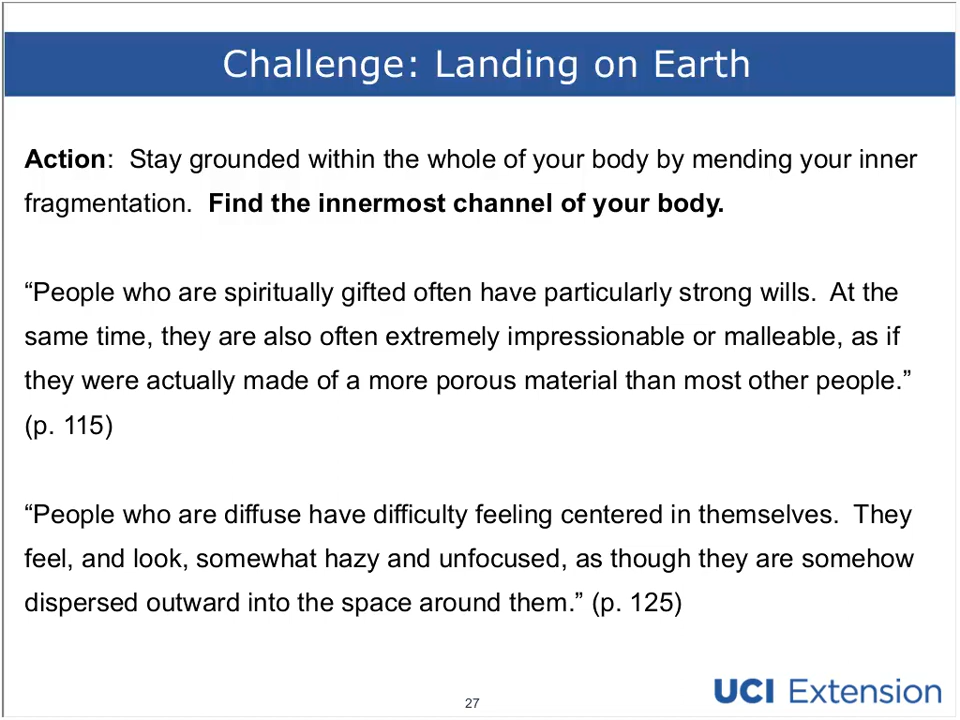 Challenge: Landing on Earth
Action:  Stay grounded within the whole of your body by mending your inner
fragmentation.  Find the innermost channel of your body.
“People who are spiritually gifted often have particularly strong wills.  At the
same time, they are also often extremely impressionable or malleable, as if
they were actually made of a more porous material than most other people.”
(p. 115)
“People who are diffuse have difficulty feeling centered in themselves.  They
feel, and look, somewhat hazy and unfocused, as though they are somehow
dispersed outward into the space around them.” (p. 125)
27
UCI Extension